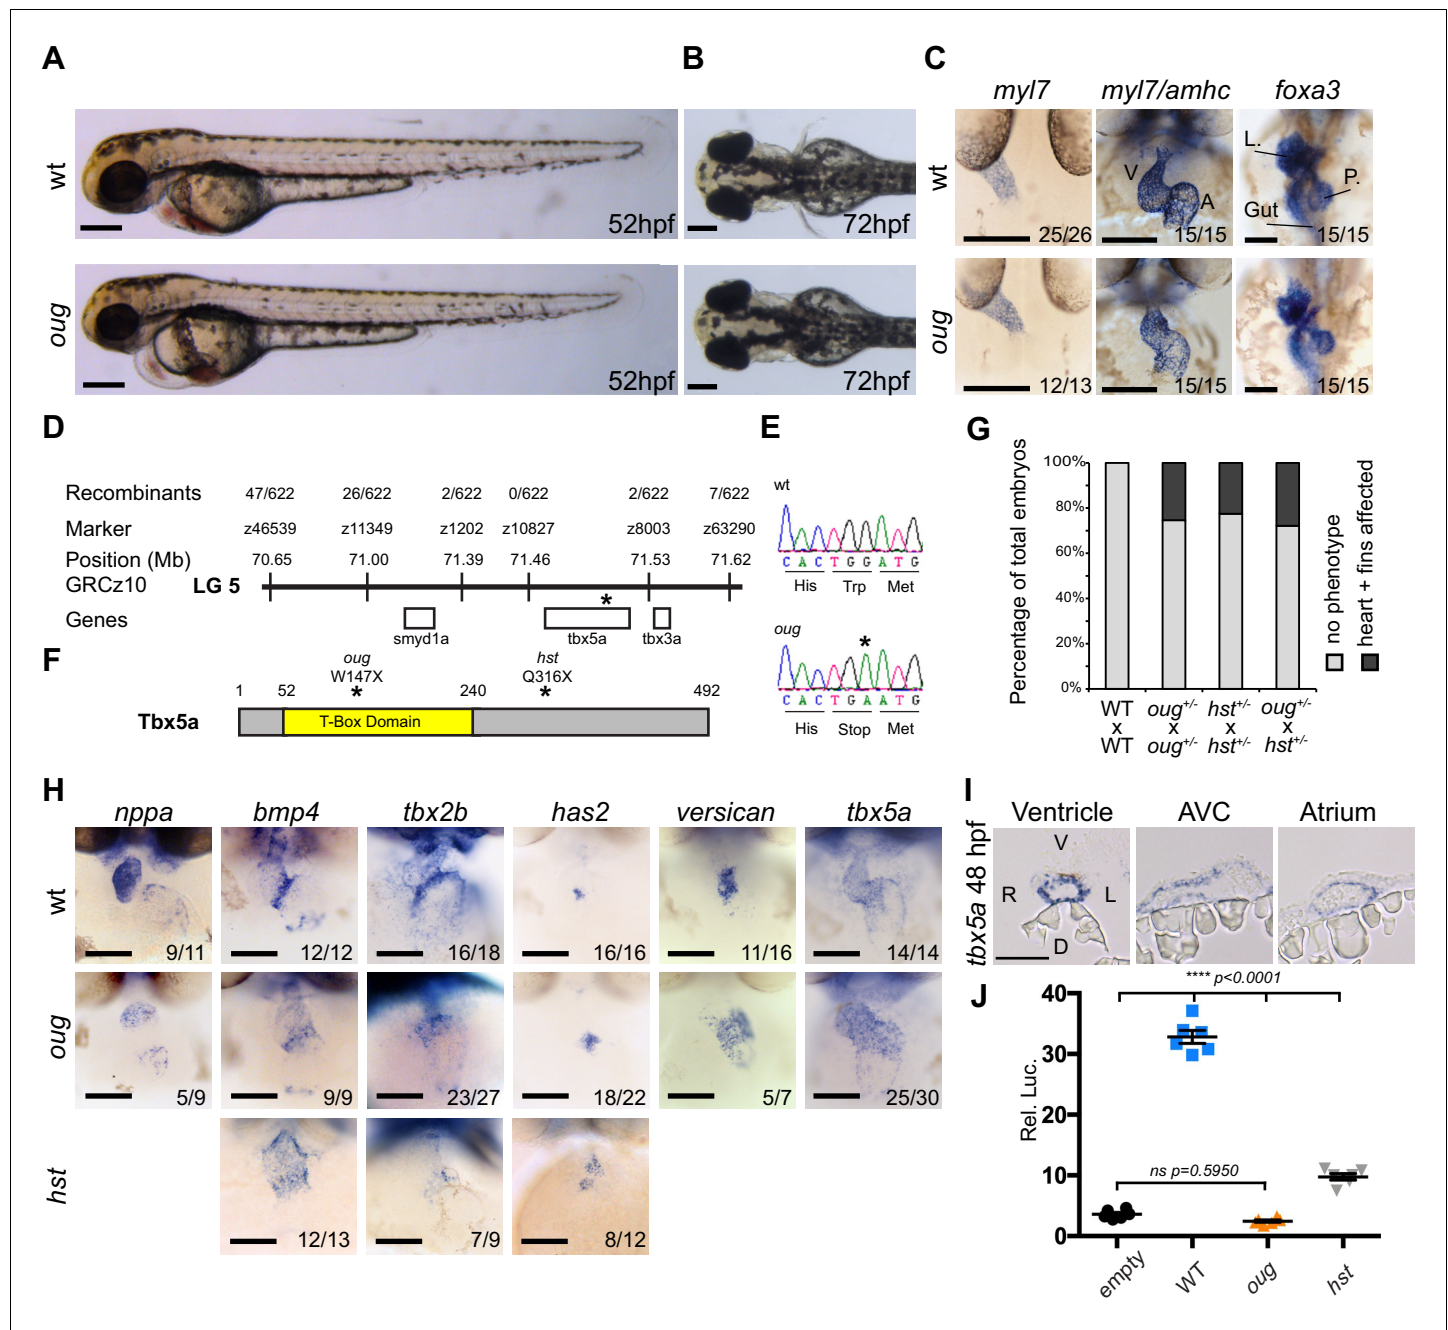 A
B
C
myl7
myl7/amhc
foxa3
wt
52hpf
72hpf
25/26
V
A
15/15
L.
P.
Gut
15/15
oug
52hpf
72hpf
12/13
15/15
15/15
D
Recombinants 47/622 26/622 2/622 0/622 2/622 7/622
Marker z46539 z11349 z1202 z10827 z8003 z63290
Position (Mb) 70.65 71.00 71.39 71.46 71.53 71.62
GRCz10 LG 5
*
Genes
smyd1a tbx5a tbx3a
E
wt
C A C T G G A T G
His Trp Met
oug
*
C A C T G A A T G
His Stop Met
F
oug hst
W147X Q316X
1 52 * 240 * 492
Tbx5a T-Box Domain
G
Percentage of total embryos
100%
80%
60%
40%
20%
0%
WT x WT
oug+/- x oug+/-
hst+/- x hst+/-
oug+/- x hst+/-
no phenotype
heart + fins affected
H
nppa bmp4 tbx2b has2 versican tbx5a
wt
9/11 12/12 16/18 16/16 11/16 14/14
oug
5/9 9/9 23/27 18/22 5/7 25/30
hst
12/13 7/9 8/12
I
Ventricle AVC Atrium
tbx5a 48 hpf
V
R L
D
J
**** p<0.0001
Rel. Luc.
40
30
20
10
0
ns p=0.5950
empty WT oug hst